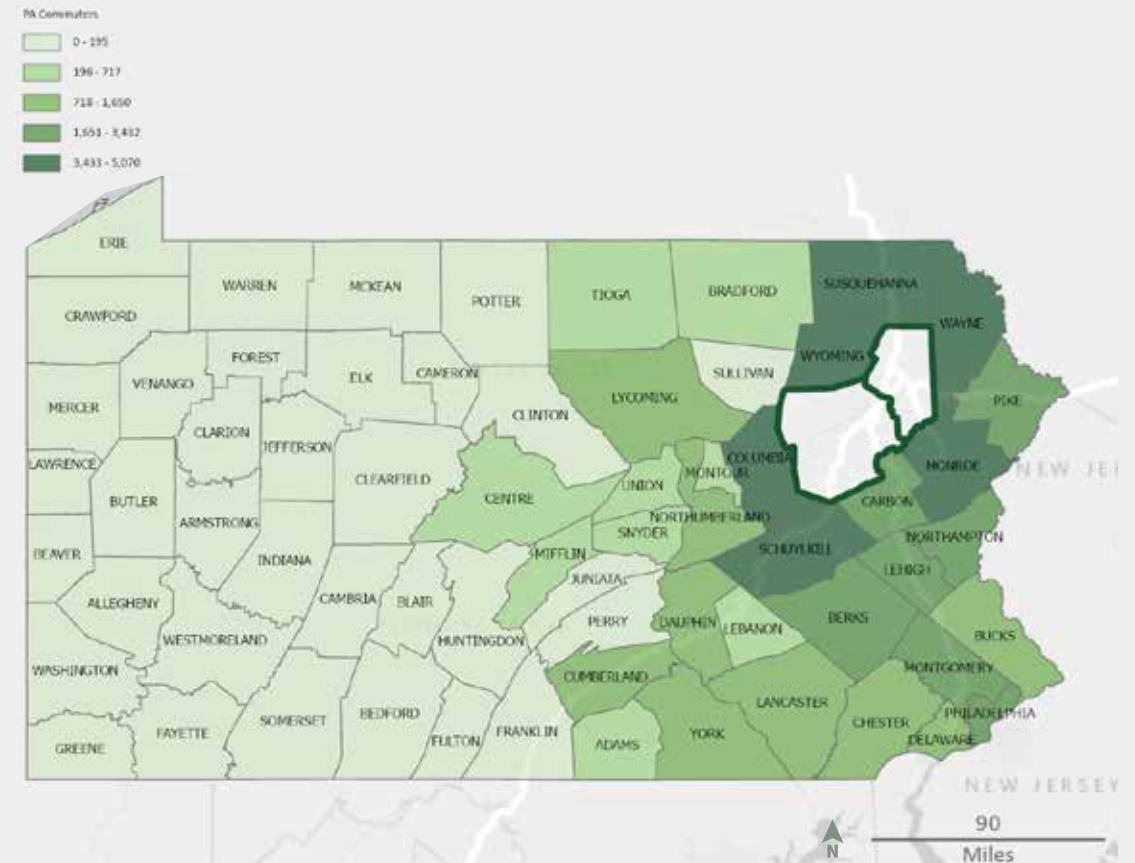 PA Commuters
0 - 195
196 - 717
718 - 1,650
1,651 - 3,432
3,433 - 5,070
ERIE
WARREN
MCKEAN
POTTER
TIOGA
BRADFORD
SUSQUEHANNA
CRAWFORD
WAYNE
FOREST
WYOMING
VENANGO
ELK
CAMERON
SULLIVAN
MERCER
CLINTON
LYCOMING
PIKE
CLARION
JEFFERSON
LAWRENCE
COLUMBIA
MONROE
NEW JE
BUTLER
CLEARFIELD
CENTRE
UNION
MONTOUR
CARBON
ARMSTRONG
NORTHUMBERLAND
SNYDER
NORTHAMPTON
BEAVER
INDIANA
MIFFLIN
SCHUYLKILL
LEHIGH
JUNIATA
ALLEGHENY
CAMBRIA
BLAIR
PERRY
DAUPHIN
LEBANON
BERKS
WESTMORELAND
HUNTINGDON
BUCKS
WASHINGTON
CUMBERLAND
MONTGOMERY
LANCASTER
SOMERSET
BEDFORD
CHESTER
PHILADELPHIA
GREENE
FAYETTE
FULTON
FRANKLIN
ADAMS
YORK
DELAWARE
NEW JERSEY
90
Miles
N